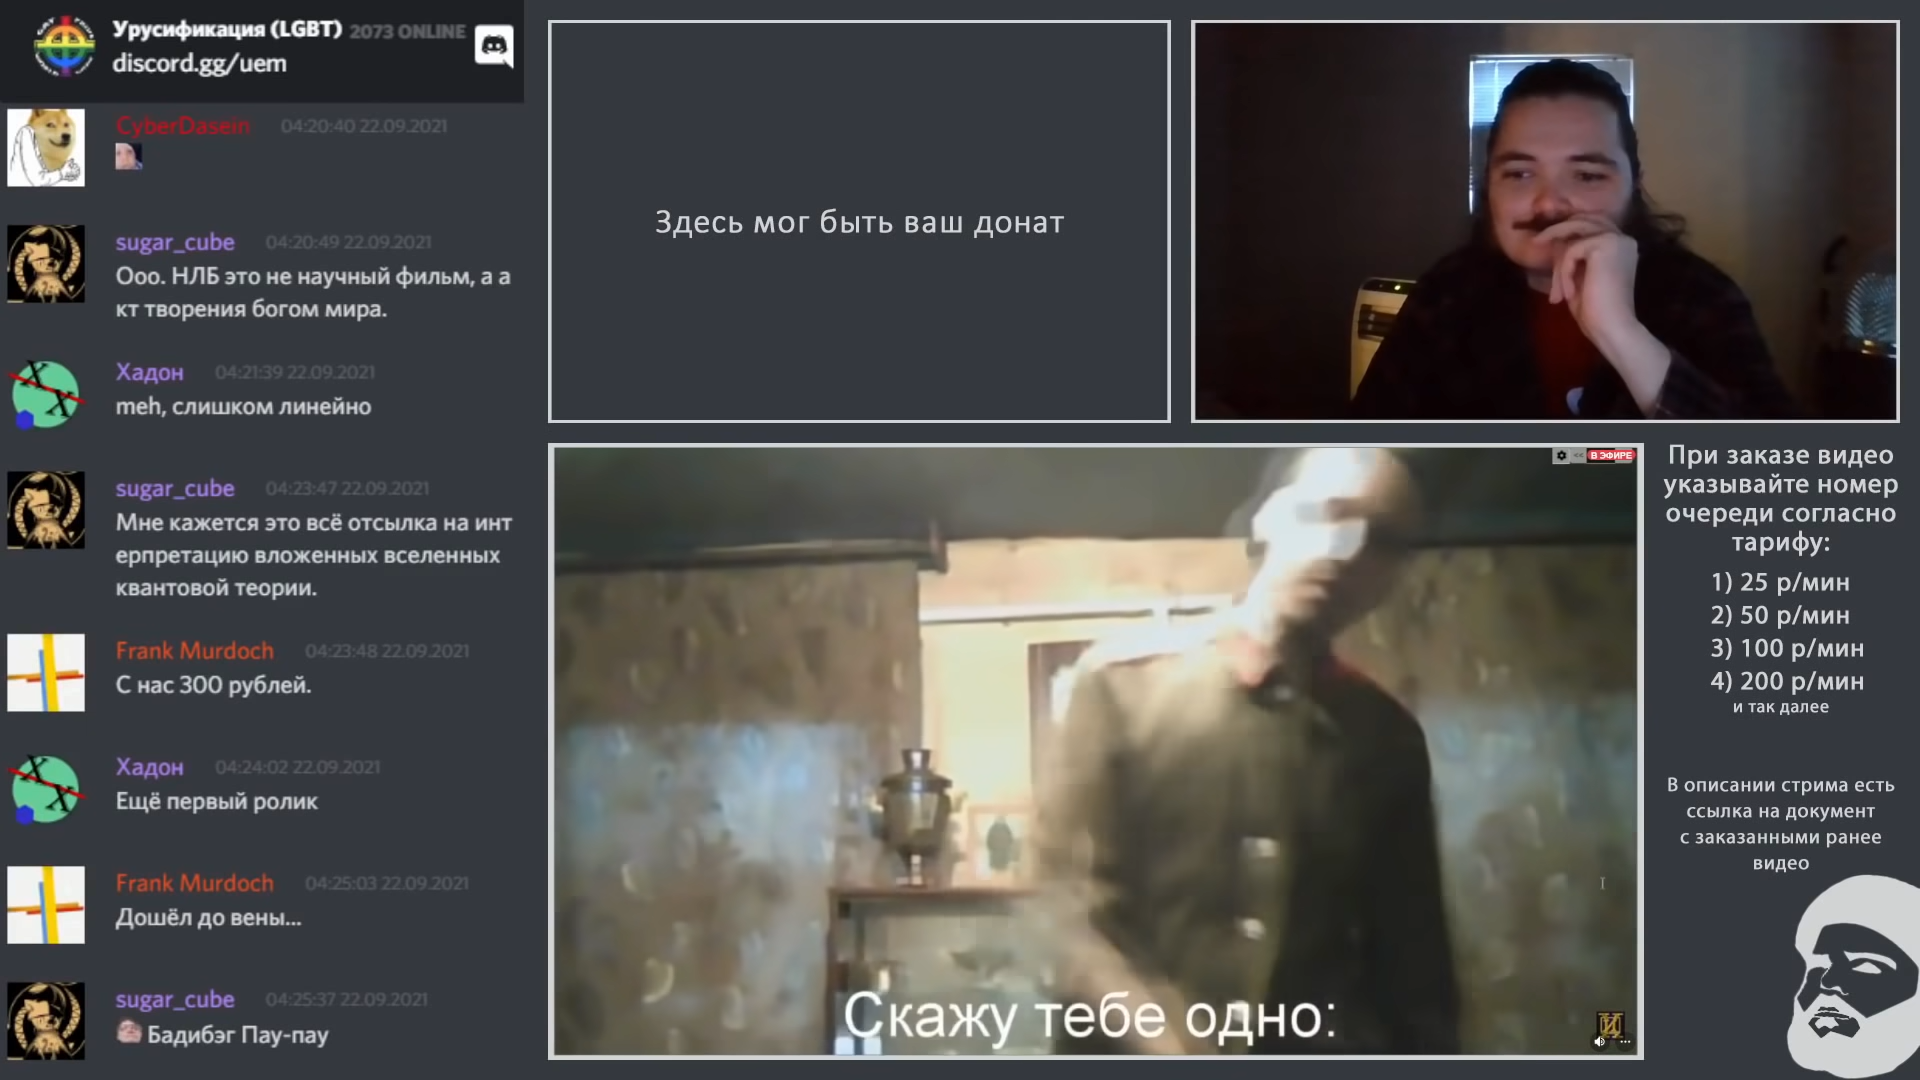 Урусификация (LGBT) 2073 ONLINE
discord.gg/uem
CyberDasein 04:20:40 22.09.2021
sugar_cube 04:20:49 22.09.2021
Ооо. НЛБ это не научный фильм, а а
кт творения богом мира.
Хадон 04:21:39 22.09.2021
meh, слишком линейно
sugar_cube 04:23:47 22.09.2021
Мне кажется это всё отсылка на инт
ерпретацию вложенных вселенных
квантовой теории.
Frank Murdoch 04:23:48 22.09.2021
С нас 300 рублей.
Хадон 04:24:02 22.09.2021
Ещё первый ролик
Frank Murdoch 04:25:03 22.09.2021
Дошёл до вены...
sugar_cube 04:25:37 22.09.2021
Бадибэг Пау-пау
Здесь мог быть ваш донат
<< В ЭФИРЕ
Скажу тебе одно:
При заказе видео
указывайте номер
очереди согласно
тарифу:
1) 25 р/мин
2) 50 р/мин
3) 100 р/мин
4) 200 р/мин
и так далее
В описании стрима есть
ссылка на документ
с заказанными ранее
видео